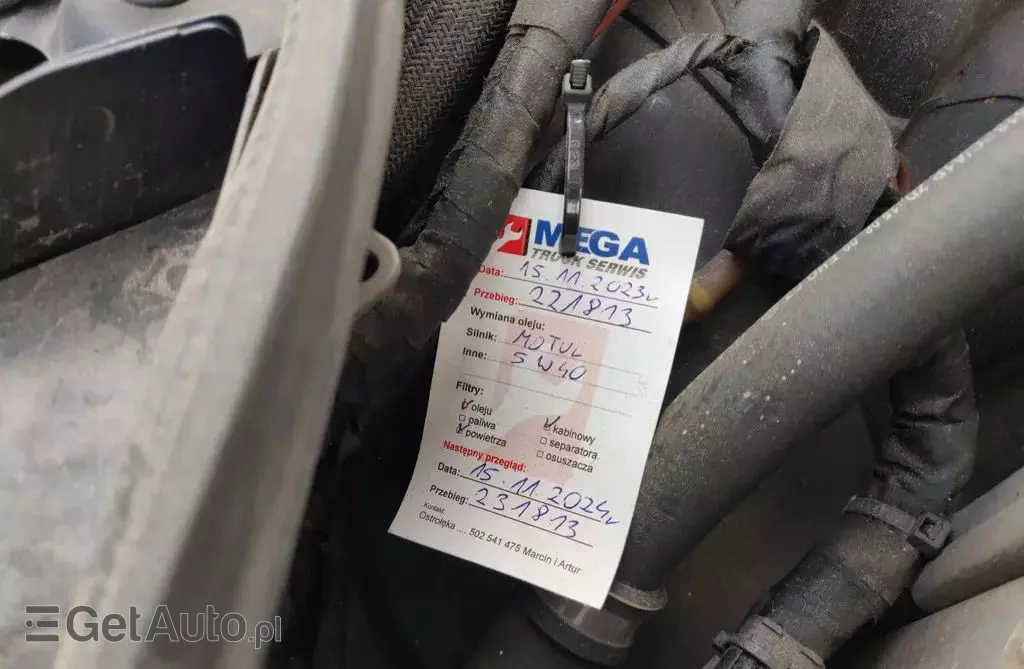 MEGA
TRUCK SERWIS
Data: 15.11.2023r
Przebieg: 221813
Wymiana oleju:
Silnik: MOTUL
Inne: 5W40
Filtry:
oleju
paliwa
powietrza
kabinowy
separatora
osuszacza
Następny przegląd:
Data: 15.11.2024r
Przebieg: 231813
Kontakt:
Ostrołęka .... 502 541 475 Marcin i Artur
GetAuto.pl